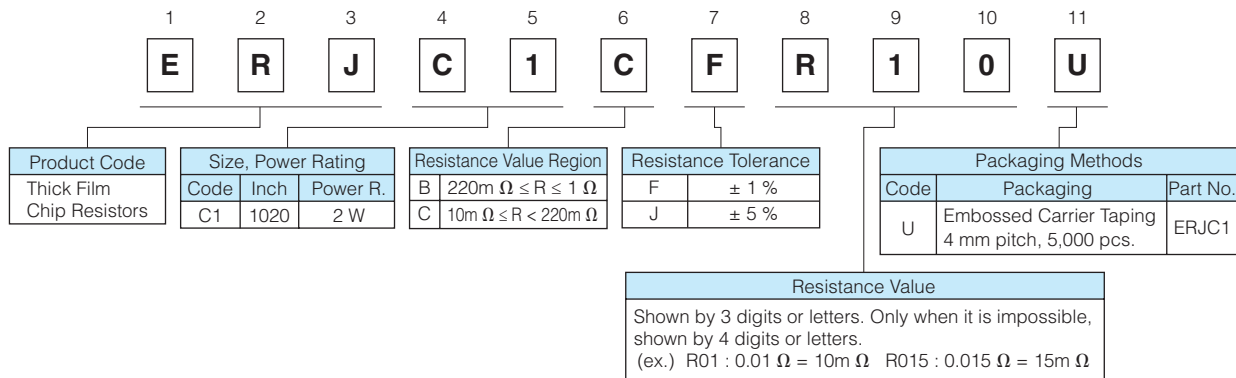 1 2 3 4 5 6 7 8 9 10 11
E R J C 1 C F R 1 0 U
Product Code
Thick Film
Chip Resistors
Size, Power Rating
Code Inch Power R.
C1 1020 2 W
Resistance Value Region
B 220m Ω ≤ R ≤ 1 Ω
C 10m Ω ≤ R < 220m Ω
Resistance Tolerance
F ± 1 %
J ± 5 %
Packaging Methods
Code Packaging Part No.
U Embossed Carrier Taping
4 mm pitch, 5,000 pcs. ERJC1
Resistance Value
Shown by 3 digits or letters. Only when it is impossible,
shown by 4 digits or letters.
(ex.) R01 : 0.01 Ω = 10m Ω R015 : 0.015 Ω = 15m Ω